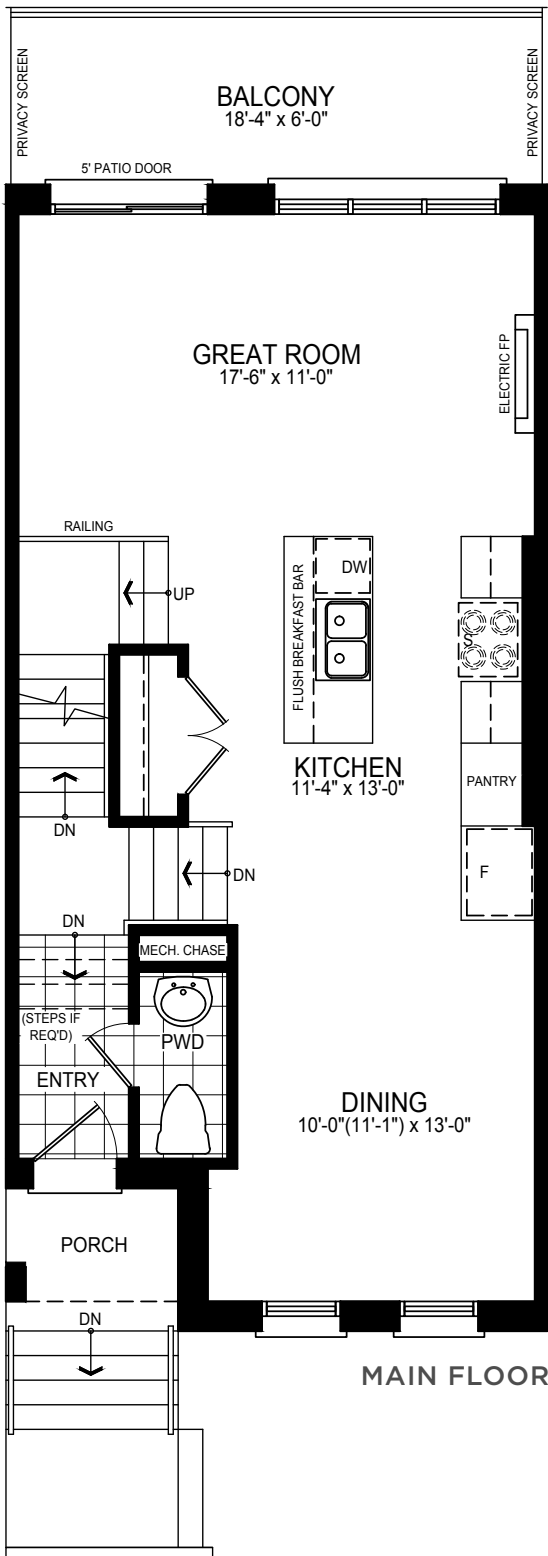 PRIVACY SCREEN
BALCONY
18'-4" x 6'-0"
PRIVACY SCREEN
5' PATIO DOOR
GREAT ROOM
17'-6" x 11'-0"
ELECTRIC FP
RAILING
UP
FLUSH BREAKFAST BAR
DW
S
KITCHEN
11'-4" x 13'-0"
PANTRY
DN
F
DN
DN
MECH. CHASE
(STEPS IF
REQ'D)
PWD
ENTRY
DINING
10'-0"(11'-1") x 13'-0"
PORCH
DN
MAIN FLOOR